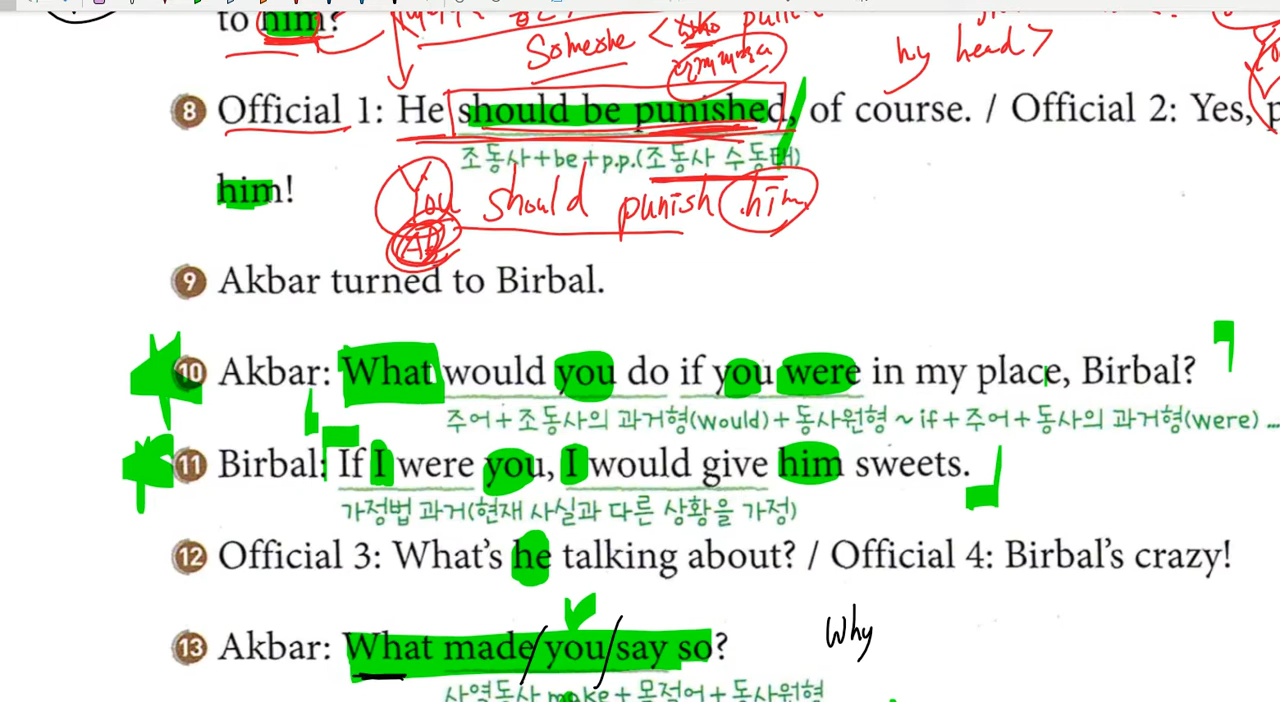 to him?
Someone < who pulled
my head >
8 Official 1: He should be punished, of course. / Official 2: Yes, p
조동사+be+p.p.(조동사 수동태)
him!
You should punish him
9 Akbar turned to Birbal.
10 Akbar: What would you do if you were in my place, Birbal?
주어+조동사의 과거형(would)+동사원형 ~ if+주어+동사의 과거형(were) ...
11 Birbal: If I were you, I would give him sweets.
가정법 과거(현재 사실과 다른 상황을 가정)
12 Official 3: What's he talking about? / Official 4: Birbal's crazy!
13 Akbar: What made/you/say so? Why
사역동사 make+목적어+동사원형